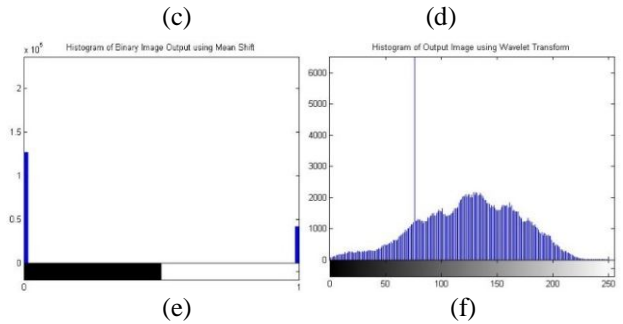 (c) (d)
Histogram of Binary Image Output using Mean Shift
x 10^5
2
1.5
1
0.5
0
0 1
Histogram of Output Image using Wavelet Transform
6000
5000
4000
3000
2000
1000
0
0 50 100 150 200 250
(e) (f)